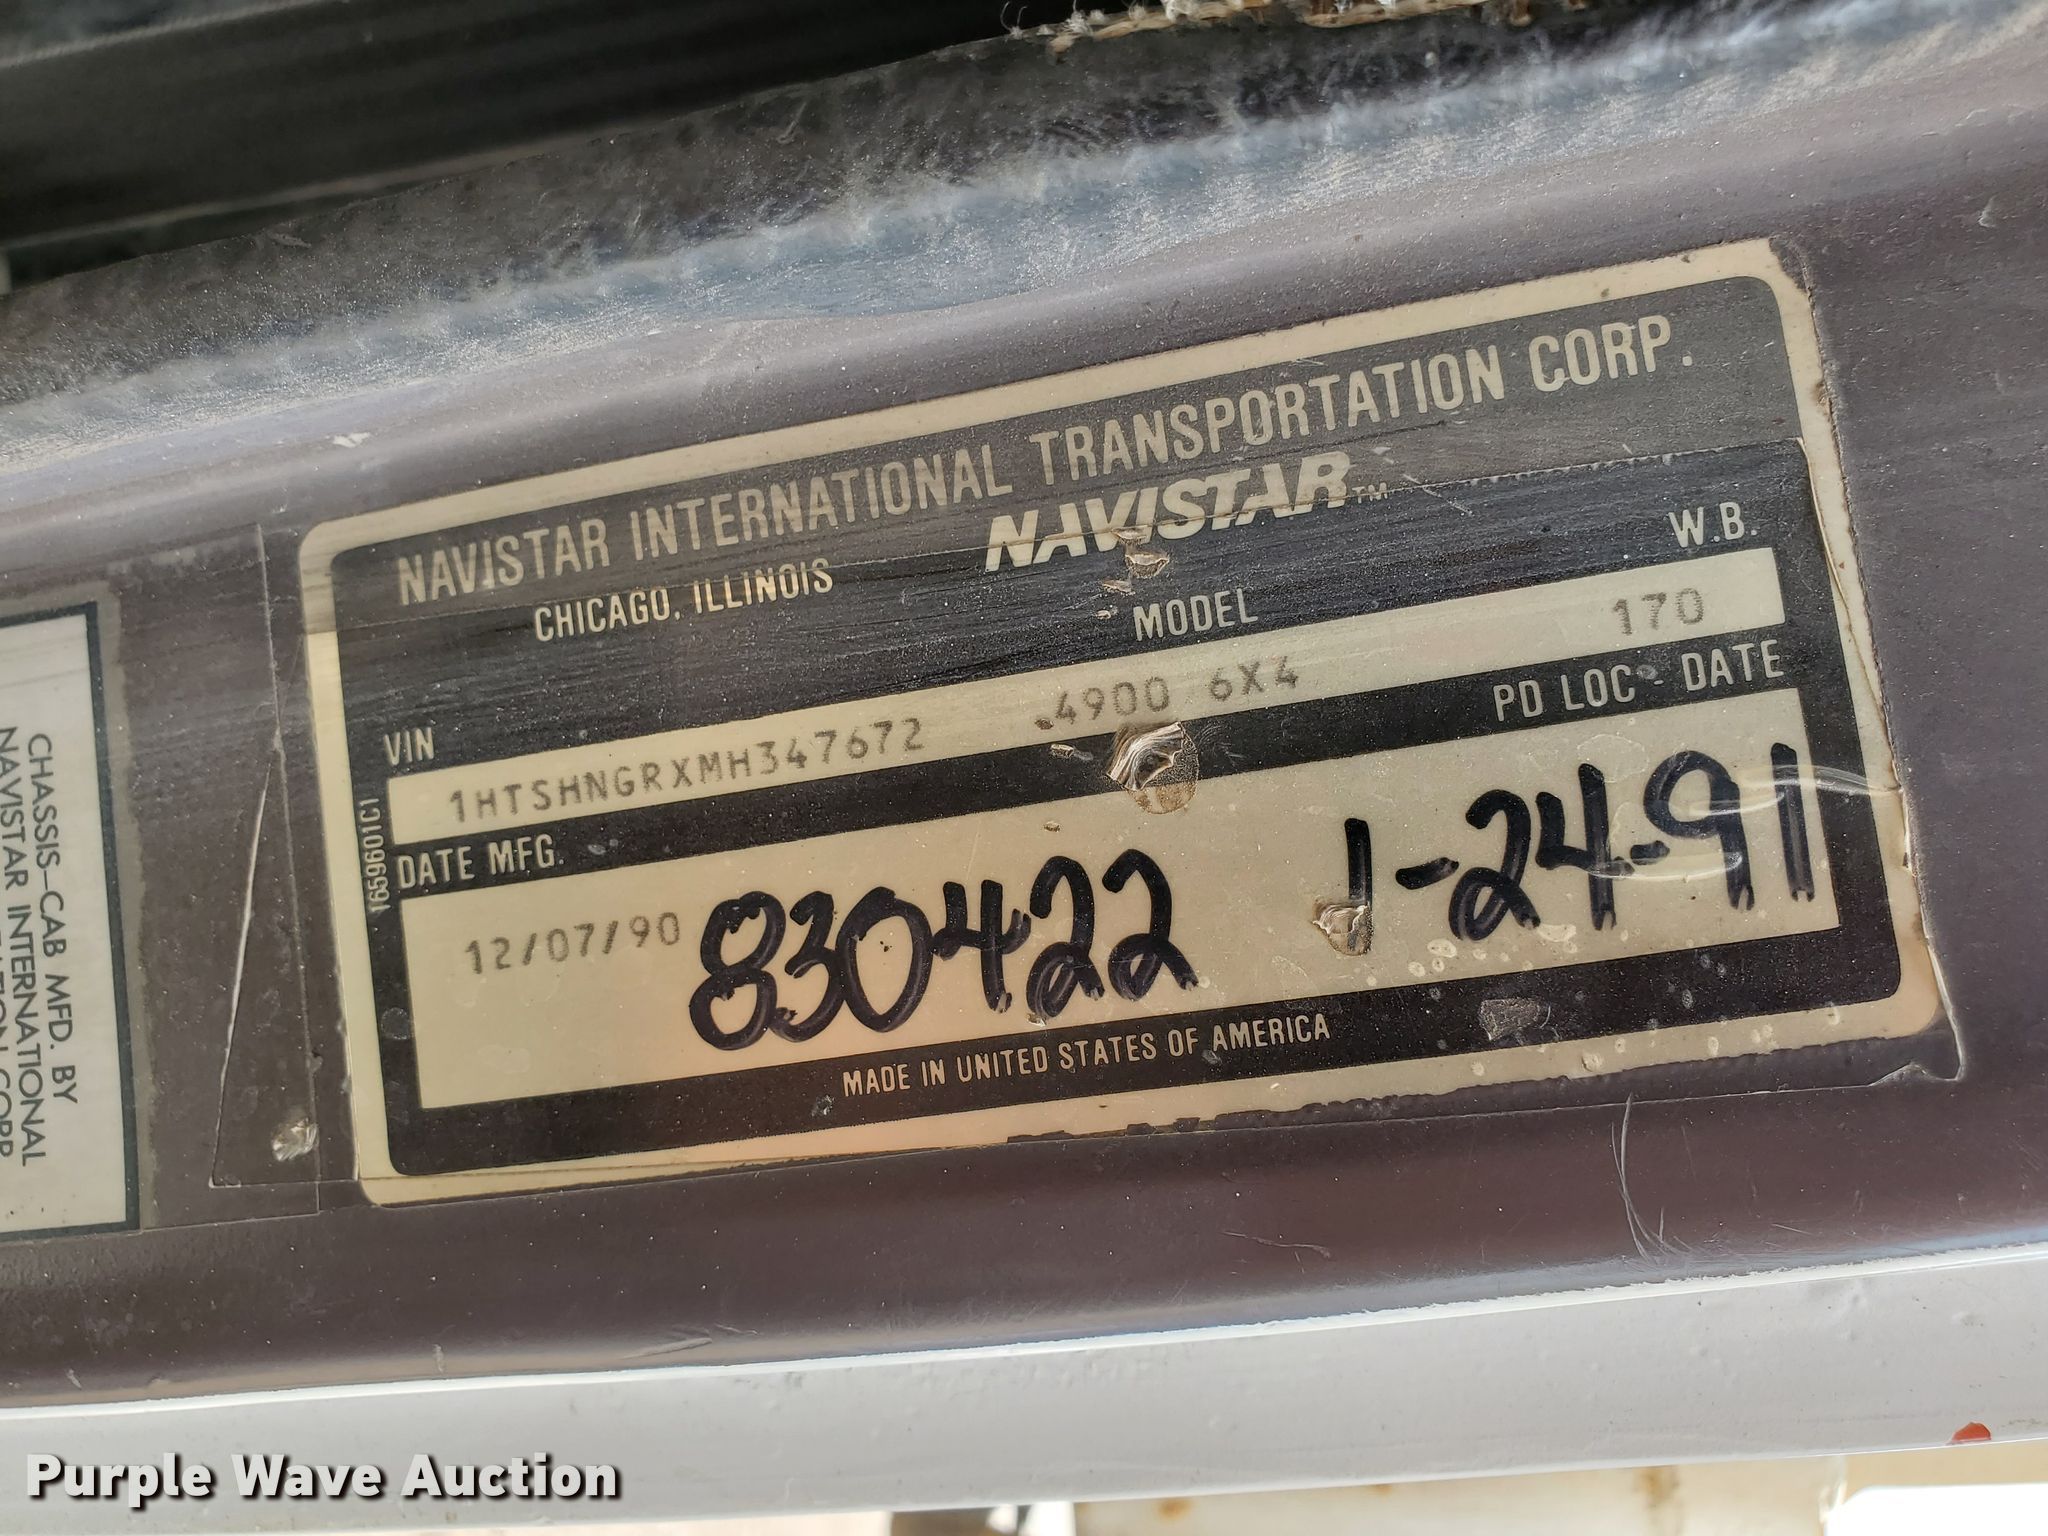 NAVISTAR INTERNATIONAL TRANSPORTATION CORP.
CHICAGO, ILLINOIS
NAVISTAR™
VIN
MODEL
W.B.
1HTSHNGRXMH347672
4900 6X4
170
DATE MFG.
PD LOC - DATE
12/07/90
830422
1-24-91
MADE IN UNITED STATES OF AMERICA
1659601C1
CHASSIS-CAB MFD. BY
NAVISTAR INTERNATIONAL
CORP
Purple Wave Auction